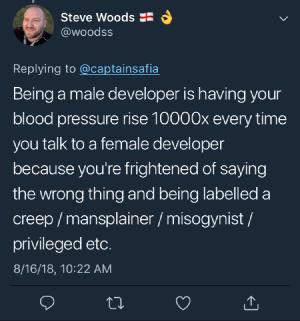 Steve Woods 🏴󠁧󠁢󠁥󠁮󠁧󠁿 👌
@woodss
Replying to @captainsafia
Being a male developer is having your
blood pressure rise 10000x every time
you talk to a female developer
because you're frightened of saying
the wrong thing and being labelled a
creep / mansplainer / misogynist /
privileged etc.
8/16/18, 10:22 AM